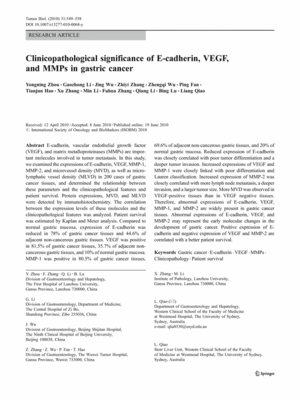 Tumor Biol. (2010) 31:549–558
DOI 10.1007/s13277-010-0068-y
RESEARCH ARTICLE
Clinicopathological significance of E-cadherin, VEGF,
and MMPs in gastric cancer
Yongning Zhou · Gaozhong Li · Jing Wu · Zhiyi Zhang · Zhengqi Wu · Ping Fan ·
Tianjun Hao · Xu Zhang · Min Li · Fuhua Zhang · Qiang Li · Bing Lu · Liang Qiao
Received: 12 April 2010 / Accepted: 8 June 2010 / Published online: 19 June 2010
© International Society of Oncology and BioMarkers (ISOBM) 2010
Abstract E-cadherin, vascular endothelial growth factor
(VEGF), and matrix metalloproteinases (MMPs) are impor-
tant molecules involved in tumor metastasis. In this study,
we examined the expressions of E-cadherin, VEGF, MMP-1,
MMP-2, and microvessel density (MVD), as well as micro-
lymphatic vessel density (MLVD) in 200 cases of gastric
cancer tissues, and determined the relationship between
these parameters and the clinicopathological features and
patient survival. Protein expressions, MVD, and MLVD
were detected by immunohistochemistry. The correlation
between the expression levels of these molecules and the
clinicopathological features was analyzed. Patient survival
was estimated by Kaplan and Meier analysis. Compared to
normal gastric mucosa, expression of E-cadherin was
reduced in 78% of gastric cancer tissues and 44.6% of
adjacent non-cancerous gastric tissues. VEGF was positive
in 81.5% of gastric cancer tissues, 35.7% of adjacent non-
cancerous gastric tissues, and 10% of normal gastric mucosa.
MMP-1 was positive in 80.5% of gastric cancer tissues,
69.6% of adjacent non-cancerous gastric tissues, and 20% of
normal gastric mucosa. Reduced expression of E-cadherin
was closely correlated with poor tumor differentiation and a
deeper tumor invasion. Increased expressions of VEGF and
MMP-1 were closely linked with poor differentiation and
Lauren classification. Increased expression of MMP-2 was
closely correlated with more lymph node metastasis, a deeper
invasion, and a larger tumor size. More MLVD was observed in
VEGF-positive tissues than in VEGF negative tissues.
Therefore, abnormal expressions of E-cadherin, VEGF,
MMP-1, and MMP-2 are widely present in gastric cancer
tissues. Abnormal expressions of E-cadherin, VEGF, and
MMP-2 may represent the early molecular changes in the
development of gastric cancer. Positive expression of E-
cadherin and negative expression of VEGF and MMP-2 are
correlated with a better patient survival.
Keywords Gastric cancer · E-cadherin · VEGF · MMPs ·
Clinicopathology · Patient survival
Y. Zhou · F. Zhang · Q. Li · B. Lu
Division of Gastroenterology and Hepatology,
The First Hospital of Lanzhou University,
Gansu Province, Lanzhou 730000, China
G. Li
Division of Gastroenterology, Department of Medicine,
The Central Hospital of Zi Bo,
Shandong Province, Zibo 255036, China
J. Wu
Division of Gastroenterology, Beijing Shijitan Hospital,
The Ninth Clinical Hospital of Beijing University,
Beijing 100038, China
Z. Zhang · Z. Wu · P. Fan · T. Hao
Division of Gastroenterology, The Wuwei Tumor Hospital,
Gansu Province, Wuwei 733000, China
X. Zhang · M. Li
Institute of Pathology, Lanzhou University,
Lanzhou 730000, China
L. Qiao
Department of Gastroenterology and Hepatology,
Western Clinical School of the Faculty of Medicine
at Westmead Hospital, The University of Sydney,
Sydney, Australia
L. Qiao
Storr Liver Unit, Western Clinical School of the Faculty
of Medicine at Westmead Hospital, The University of Sydney,
Sydney, Australia
Springer